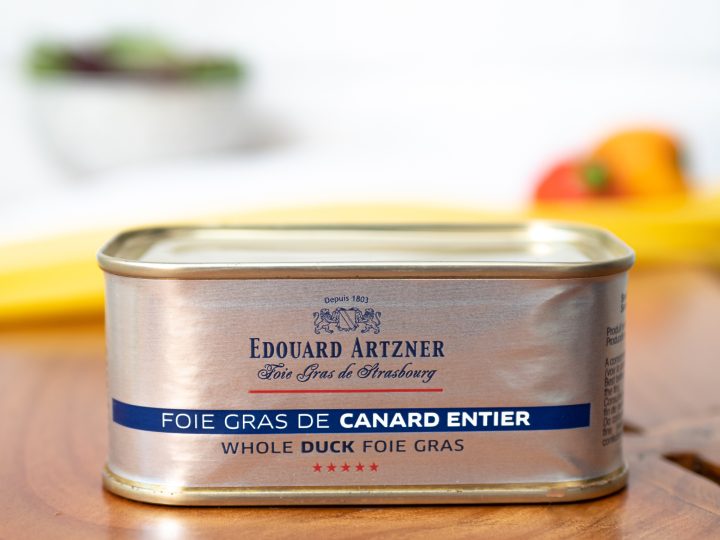 Depuis 1803
EDOUARD ARTZNER
Foie Gras de Strasbourg
FOIE GRAS DE CANARD ENTIER
WHOLE DUCK FOIE GRAS